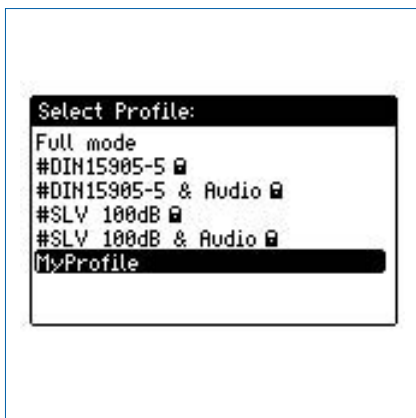 Select Profile:
Full mode
#DIN15905-5
#DIN15905-5 & Audio
#SLV 100dB
#SLV 100dB & Audio
MyProfile